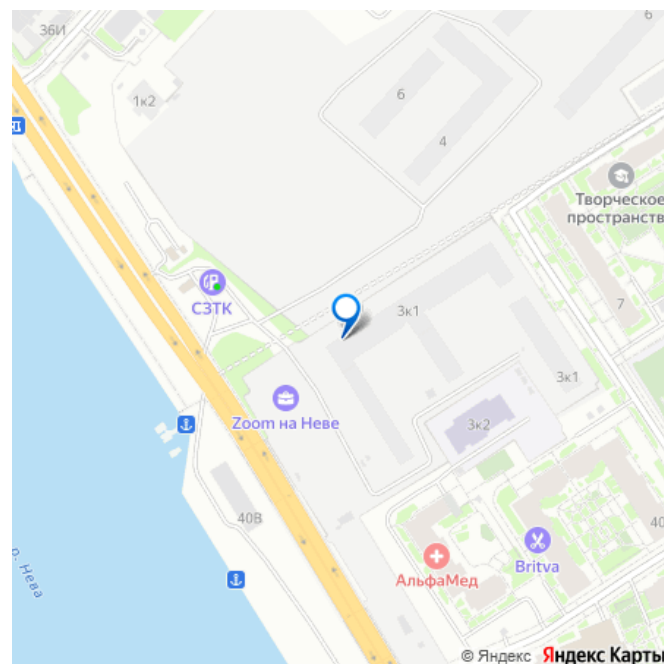 36И
6
1к2
6
4
Творческое
пространств
СЗТК
7
3к1
3к1
Zoom на Неве
3к2
40В
40
Britva
АльфаМед
р. Нева
© Яндекс Яндекс Карты